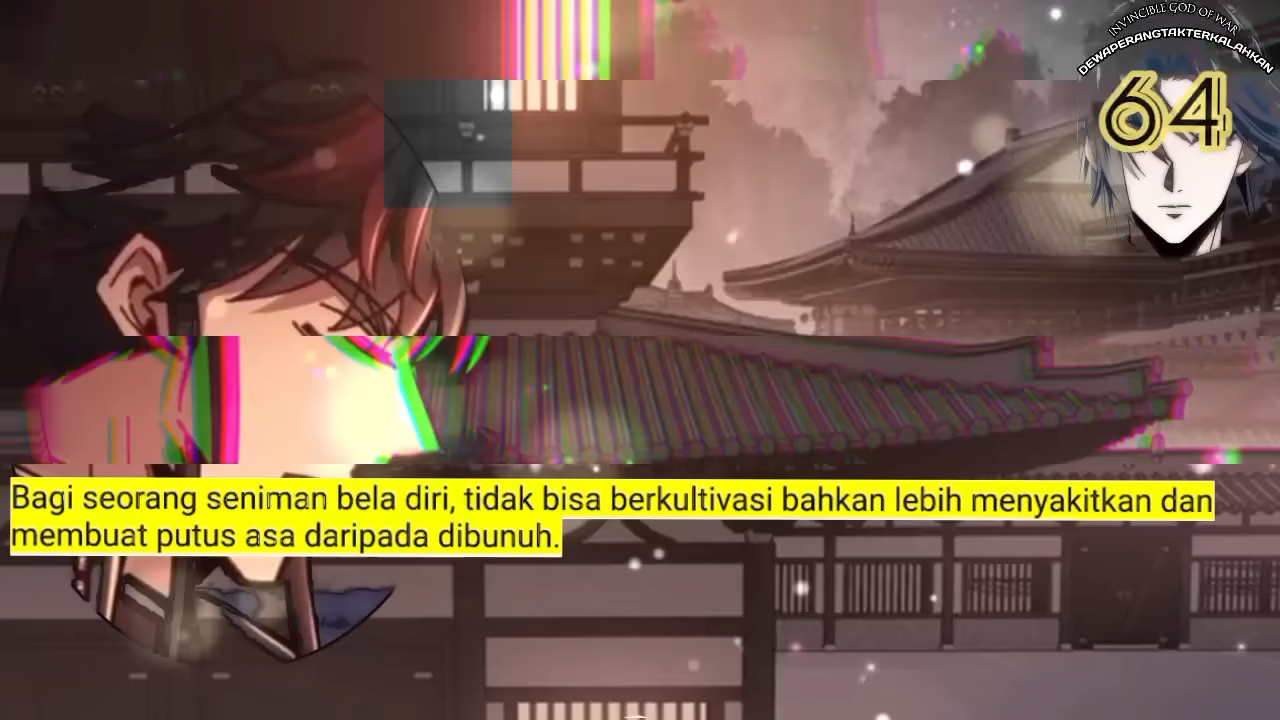 INVINCIBLE GOD OF WAR
DEWAPERANGTAKTERKALAHKAN
64
Bagi seorang seniman bela diri, tidak bisa berkultivasi bahkan lebih menyakitkan dan
membuat putus asa daripada dibunuh.